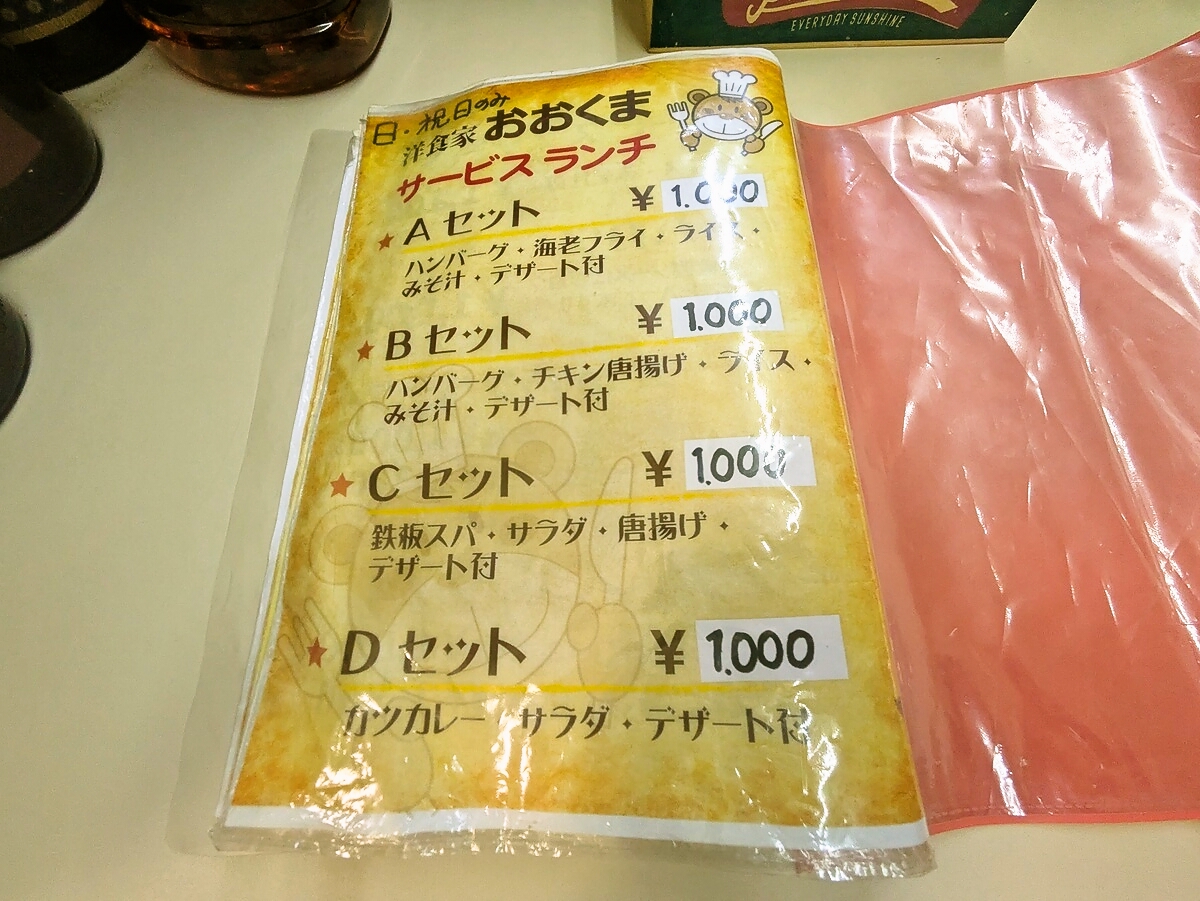 EVERYDAY SUNSHINE
日・祝日のみ
洋食家 おおくま
サービスランチ
★ A セット ¥ 1.000
ハンバーグ・海老フライ・ライス・
みそ汁・デザート付
★ B セット ¥ 1.000
ハンバーグ・チキン唐揚げ・ライス・
みそ汁・デザート付
★ C セット ¥ 1.000
鉄板スパ・サラダ・唐揚げ・
デザート付
★ D セット ¥ 1.000
カツカレー・サラダ・デザート付